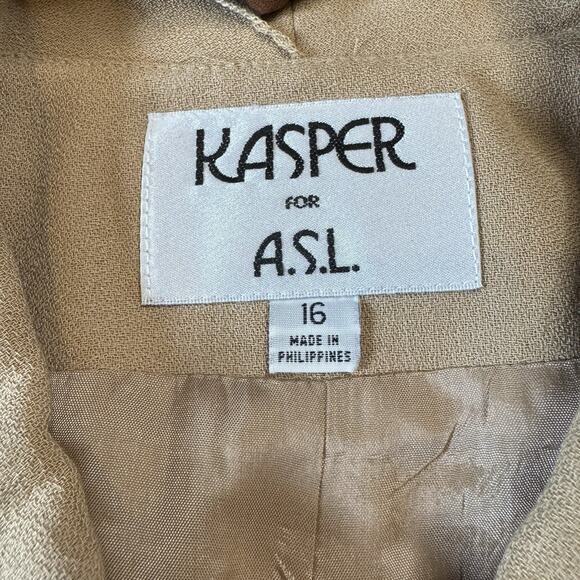 KASPER
FOR
A.S.L.
16
MADE IN
PHILIPPINES